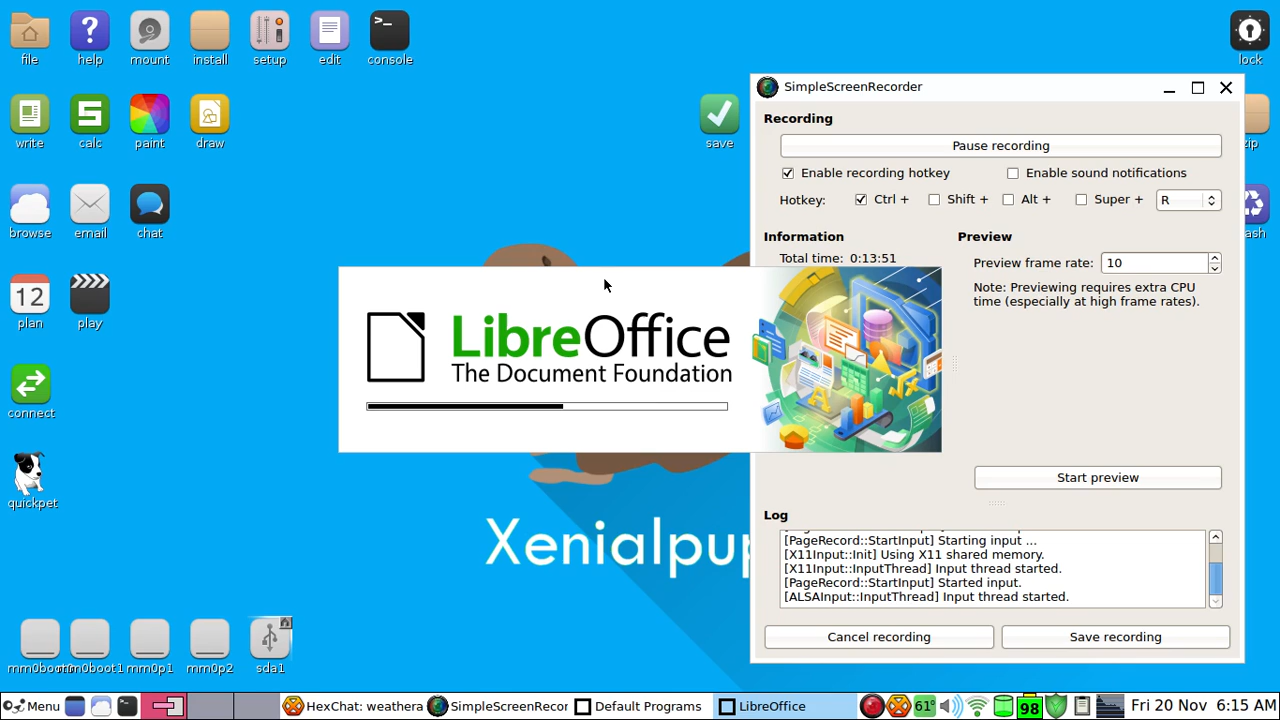 file
help
mount
install
setup
edit
console
lock
write
calc
paint
draw
save
zip
browse
email
chat
12
plan
play
connect
quickpet
SimpleScreenRecorder
Recording
Pause recording
Enable recording hotkey
Enable sound notifications
Hotkey:
Ctrl +
Shift +
Alt +
Super +
R
Information
Preview
Total time: 0:13:51
Preview frame rate:
10
Note: Previewing requires extra CPU
time (especially at high frame rates).
Start preview
LibreOffice
The Document Foundation
Xenialpup
Log
[PageRecord::StartInput] Starting input ...
[X11Input::Init] Using X11 shared memory.
[X11Input::InputThread] Input thread started.
[PageRecord::StartInput] Started input.
[ALSAInput::InputThread] Input thread started.
Cancel recording
Save recording
mm0p1
mm0p2
sda1
Menu
HexChat: weathera
SimpleScreenRecor
Default Programs
LibreOffice
61°
98
Fri 20 Nov
6:15 AM